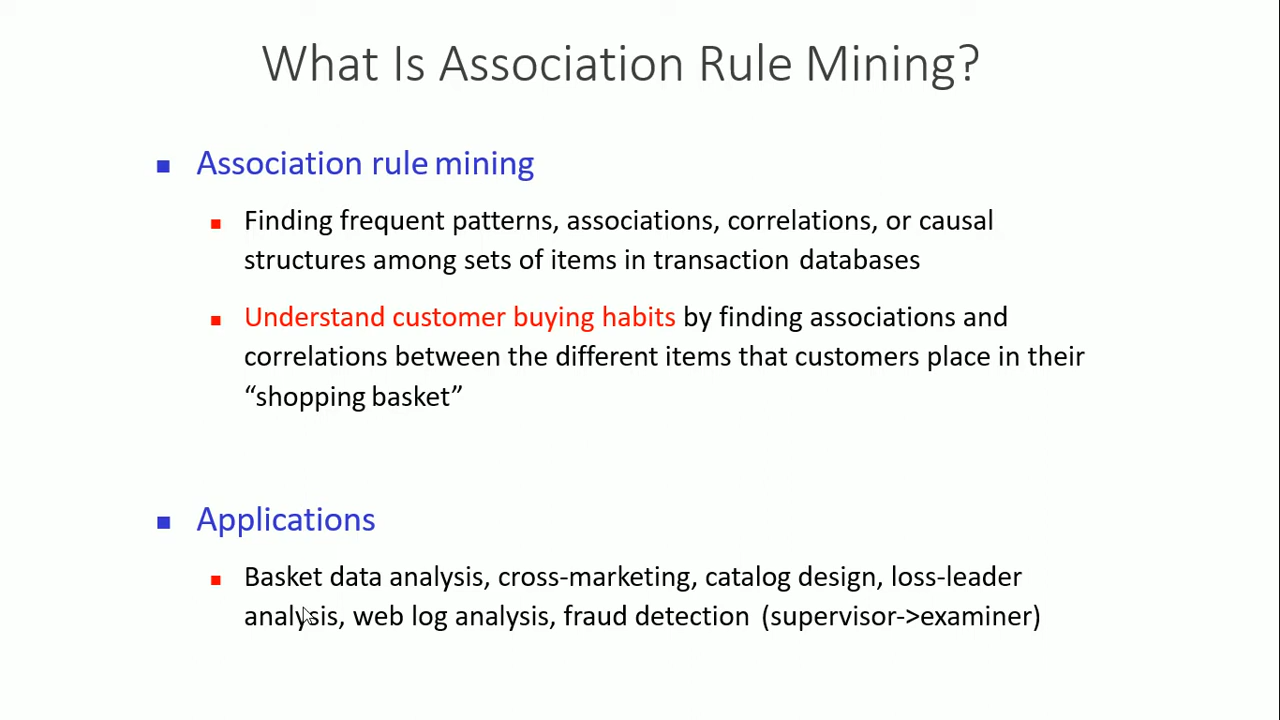 What Is Association Rule Mining?
Association rule mining
Finding frequent patterns, associations, correlations, or causal
structures among sets of items in transaction databases
Understand customer buying habits by finding associations and
correlations between the different items that customers place in their
“shopping basket”
Applications
Basket data analysis, cross-marketing, catalog design, loss-leader
analysis, web log analysis, fraud detection (supervisor->examiner)